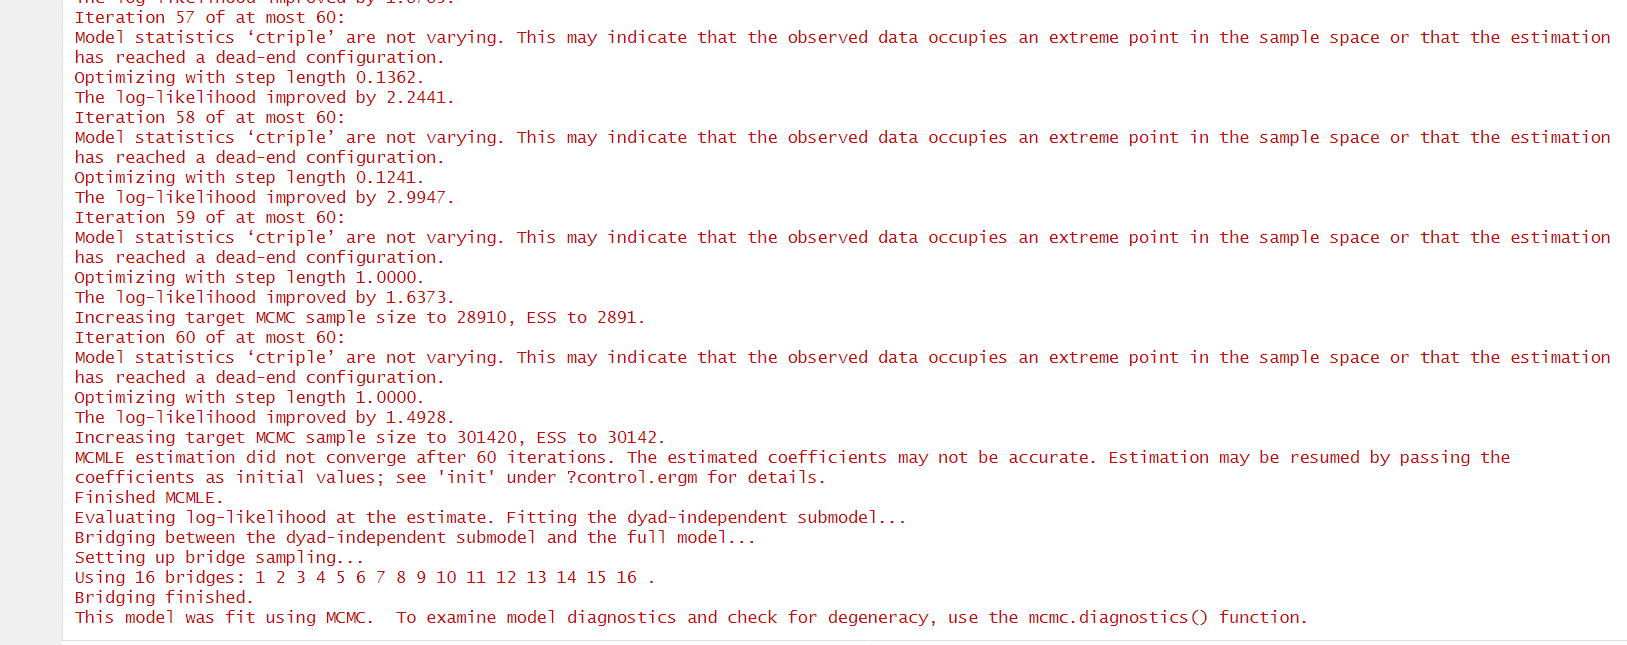 The log-likelihood improved by 1.6789.
Iteration 57 of at most 60:
Model statistics ‘ctriple’ are not varying. This may indicate that the observed data occupies an extreme point in the sample space or that the estimation
has reached a dead-end configuration.
Optimizing with step length 0.1362.
The log-likelihood improved by 2.2441.
Iteration 58 of at most 60:
Model statistics ‘ctriple’ are not varying. This may indicate that the observed data occupies an extreme point in the sample space or that the estimation
has reached a dead-end configuration.
Optimizing with step length 0.1241.
The log-likelihood improved by 2.9947.
Iteration 59 of at most 60:
Model statistics ‘ctriple’ are not varying. This may indicate that the observed data occupies an extreme point in the sample space or that the estimation
has reached a dead-end configuration.
Optimizing with step length 1.0000.
The log-likelihood improved by 1.6373.
Increasing target MCMC sample size to 28910, ESS to 2891.
Iteration 60 of at most 60:
Model statistics ‘ctriple’ are not varying. This may indicate that the observed data occupies an extreme point in the sample space or that the estimation
has reached a dead-end configuration.
Optimizing with step length 1.0000.
The log-likelihood improved by 1.4928.
Increasing target MCMC sample size to 301420, ESS to 30142.
MCMLE estimation did not converge after 60 iterations. The estimated coefficients may not be accurate. Estimation may be resumed by passing the
coefficients as initial values; see 'init' under ?control.ergm for details.
Finished MCMLE.
Evaluating log-likelihood at the estimate. Fitting the dyad-independent submodel...
Bridging between the dyad-independent submodel and the full model...
Setting up bridge sampling...
Using 16 bridges: 1 2 3 4 5 6 7 8 9 10 11 12 13 14 15 16 .
Bridging finished.
This model was fit using MCMC.  To examine model diagnostics and check for degeneracy, use the mcmc.diagnostics() function.